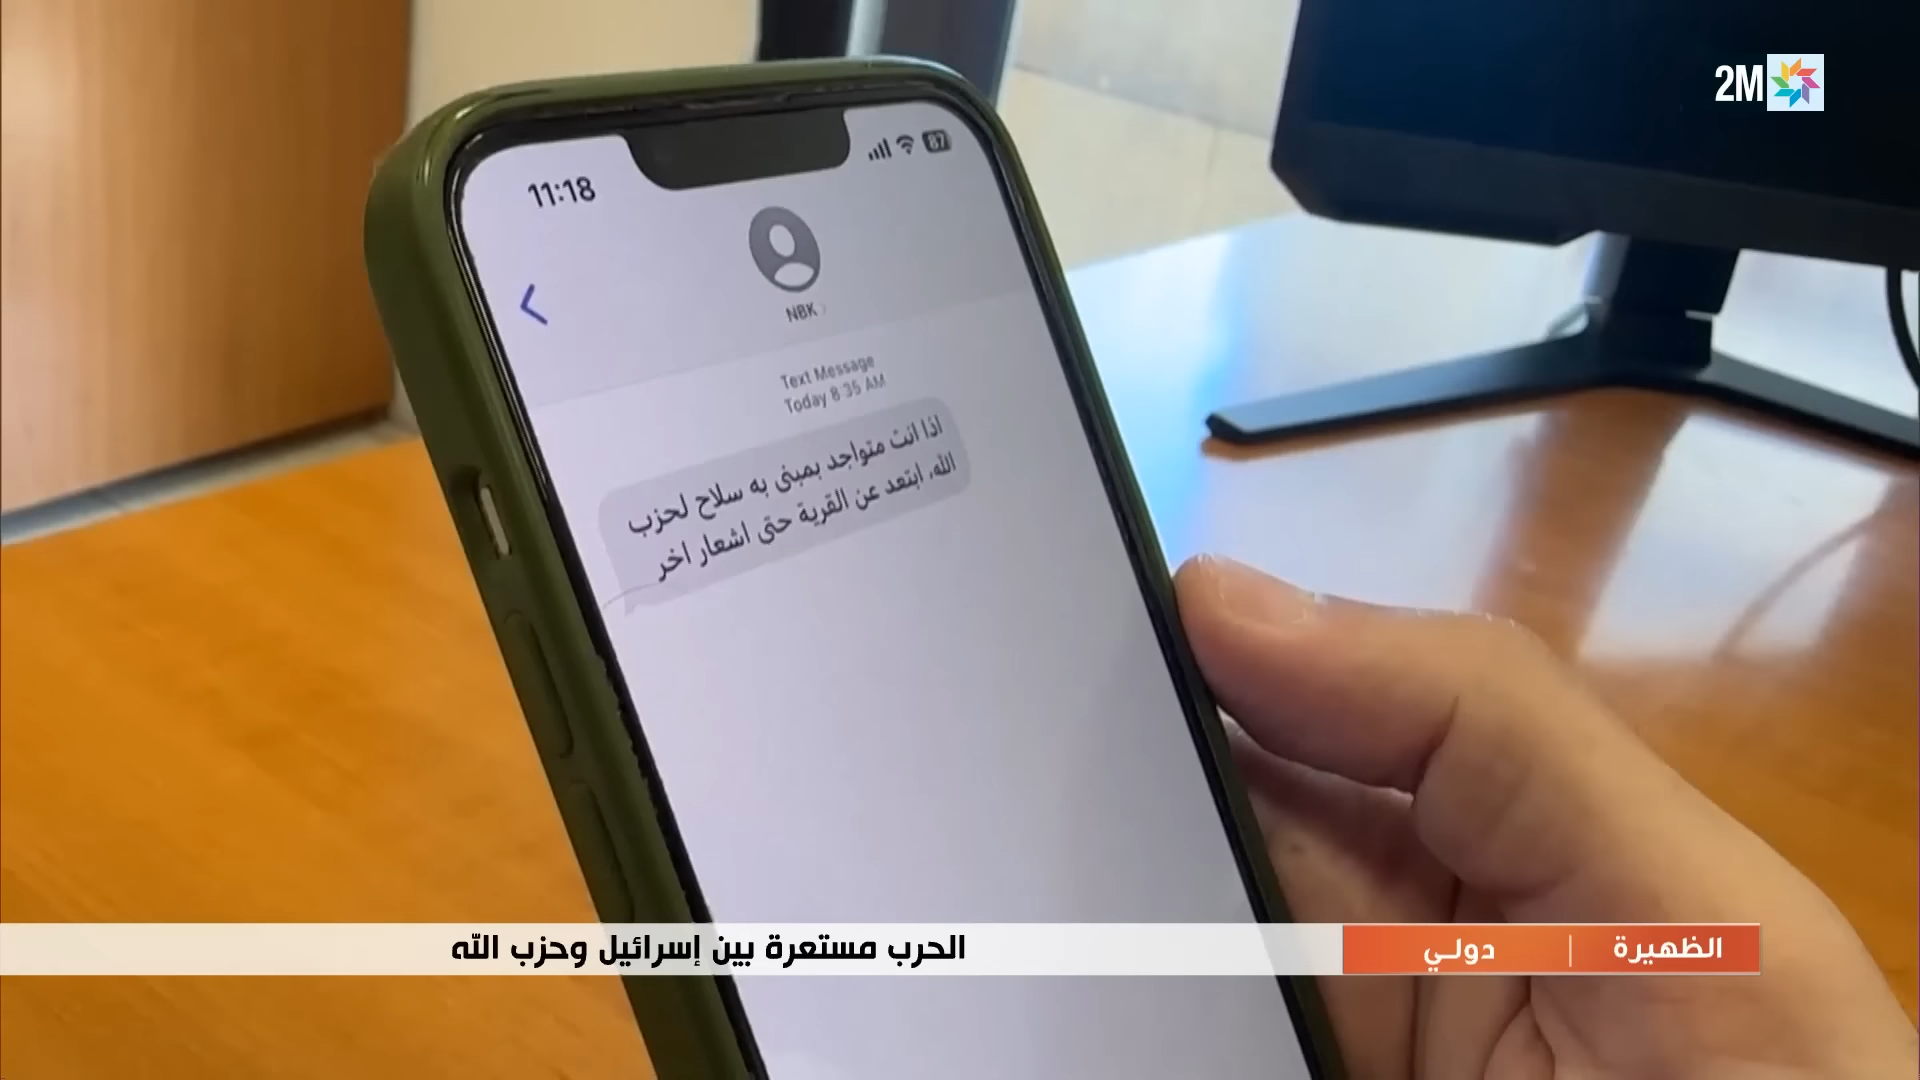 2M
11:18
87
NBK
Text Message
Today 8:35 AM
اذا انت متواجد بمبنى به سلاح لحزب
الله، ابتعد عن القرية حتى اشعار اخر
الظهيرة | دولي
الحرب مستعرة بين إسرائيل وحزب الله